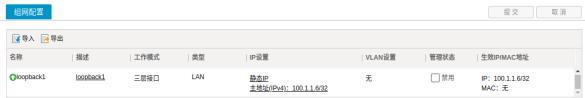 组网配置 提交 取消
导入 导出
名称 描述 工作模式 类型 IP设置 VLAN设置 管理状态 生效IP/MAC地址
loopback1 loopback1 三层接口 LAN 静态IP 无 禁用 IP：100.1.1.6/32
主地址(IPv4)：100.1.1.6/32 MAC：无